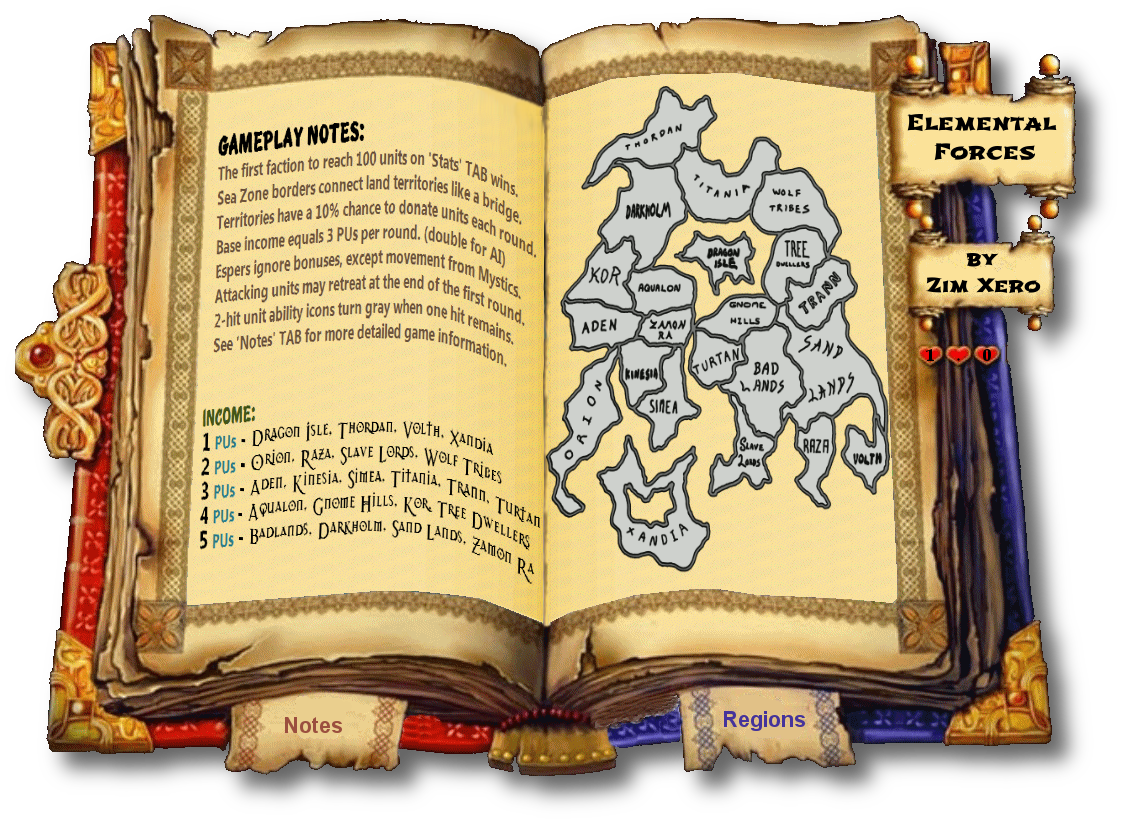 GAMEPLAY NOTES:
The first faction to reach 100 units on 'Stats' TAB wins.
Sea Zone borders connect land territories like a bridge.
Territories have a 10% chance to donate units each round.
Base income equals 3 PUs per round. (double for AI)
Espers ignore bonuses, except movement from Mystics.
Attacking units may retreat at the end of the first round.
2-hit unit ability icons turn gray when one hit remains.
See 'Notes' TAB for more detailed game information.
INCOME:
1 PUs - Dragon Isle, Thordan, Volth, Xandia
2 PUs - Orion, Raza, Slave Lords, Wolf Tribes
3 PUs - Aden, Kinesia, Simea, Titania, Trann, Turtan
4 PUs - Aqualon, Gnome Hills, Kor, Tree Dwellers
5 PUs - Badlands, Darkholm, Sand Lands, Zamon Ra
THORDAN
TITANIA
WOLF
TRIBES
DARKHOLM
DRAGON
ISLE
TREE
DWELLERS
KOR
AQUALON
TRANN
GNOME
HILLS
ADEN
ZAMON
RA
SAND
LANDS
TURTAN
BAD
LANDS
KINESIA
SIMEA
ORION
SLAVE
LORDS
RAZA
VOLTH
XANDIA
ELEMENTAL
FORCES
BY
ZIM XERO
1 0
Notes
Regions